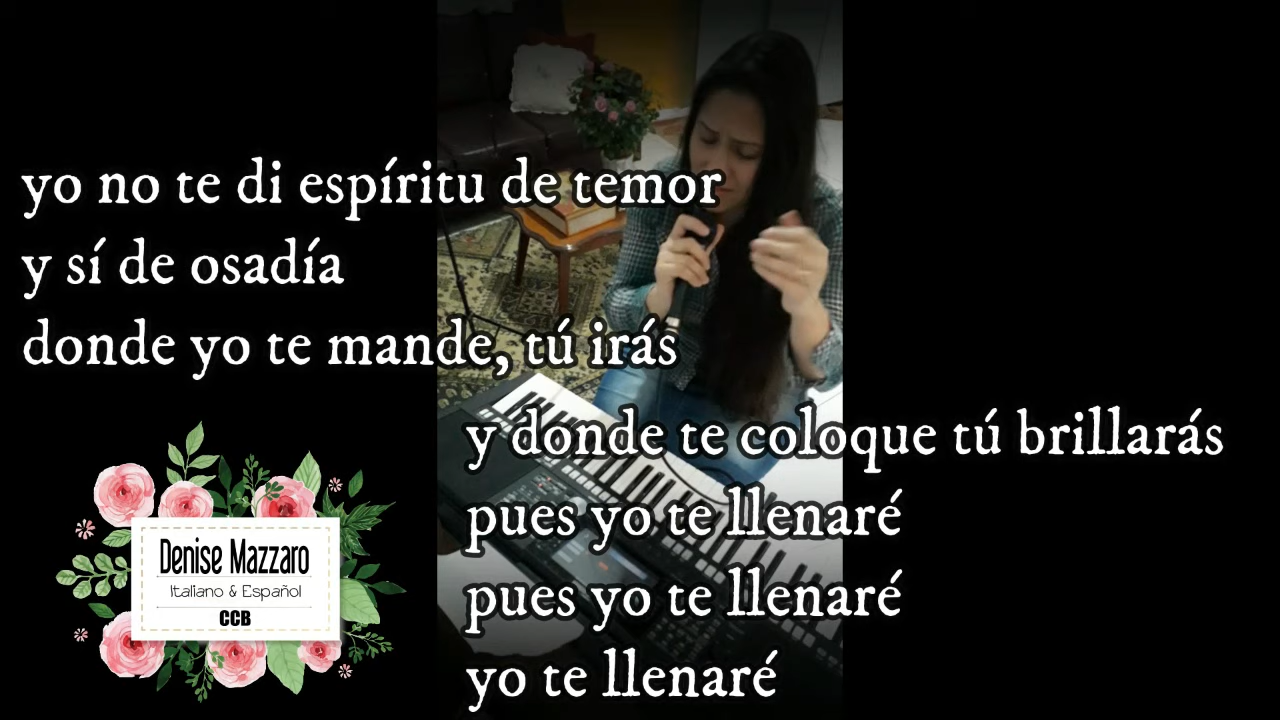 yo no te di espíritu de temor
y sí de osadía
donde yo te mande, tú irás
y donde te coloque tú brillarás
pues yo te llenaré
pues yo te llenaré
yo te llenaré
Denise Mazzaro
Italiano & Español
CCB